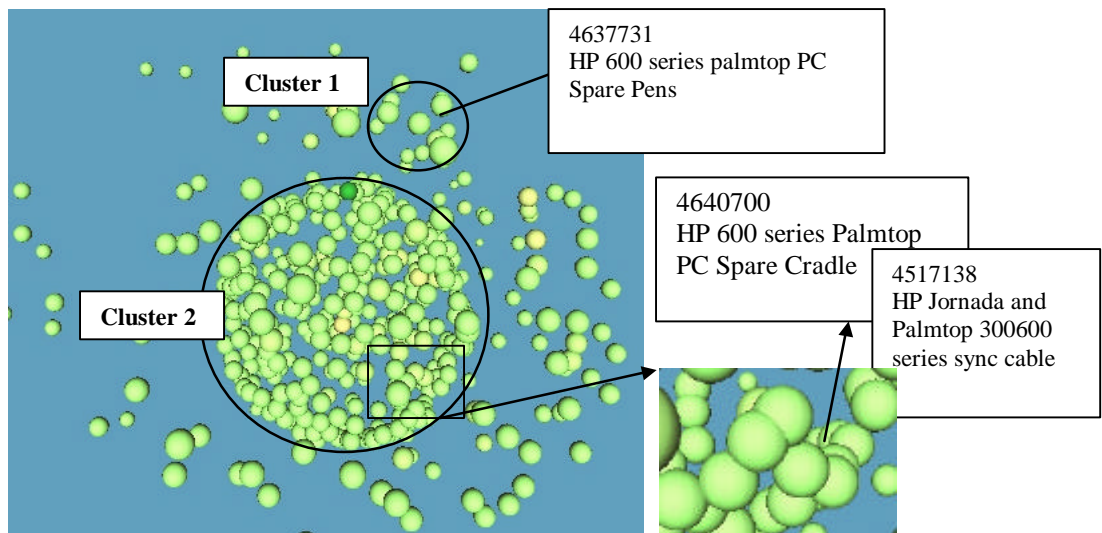 Cluster 1
4637731
HP 600 series palmtop PC
Spare Pens
4640700
HP 600 series Palmtop
PC Spare Cradle
4517138
HP Jornada and
Palmtop 300600
series sync cable
Cluster 2